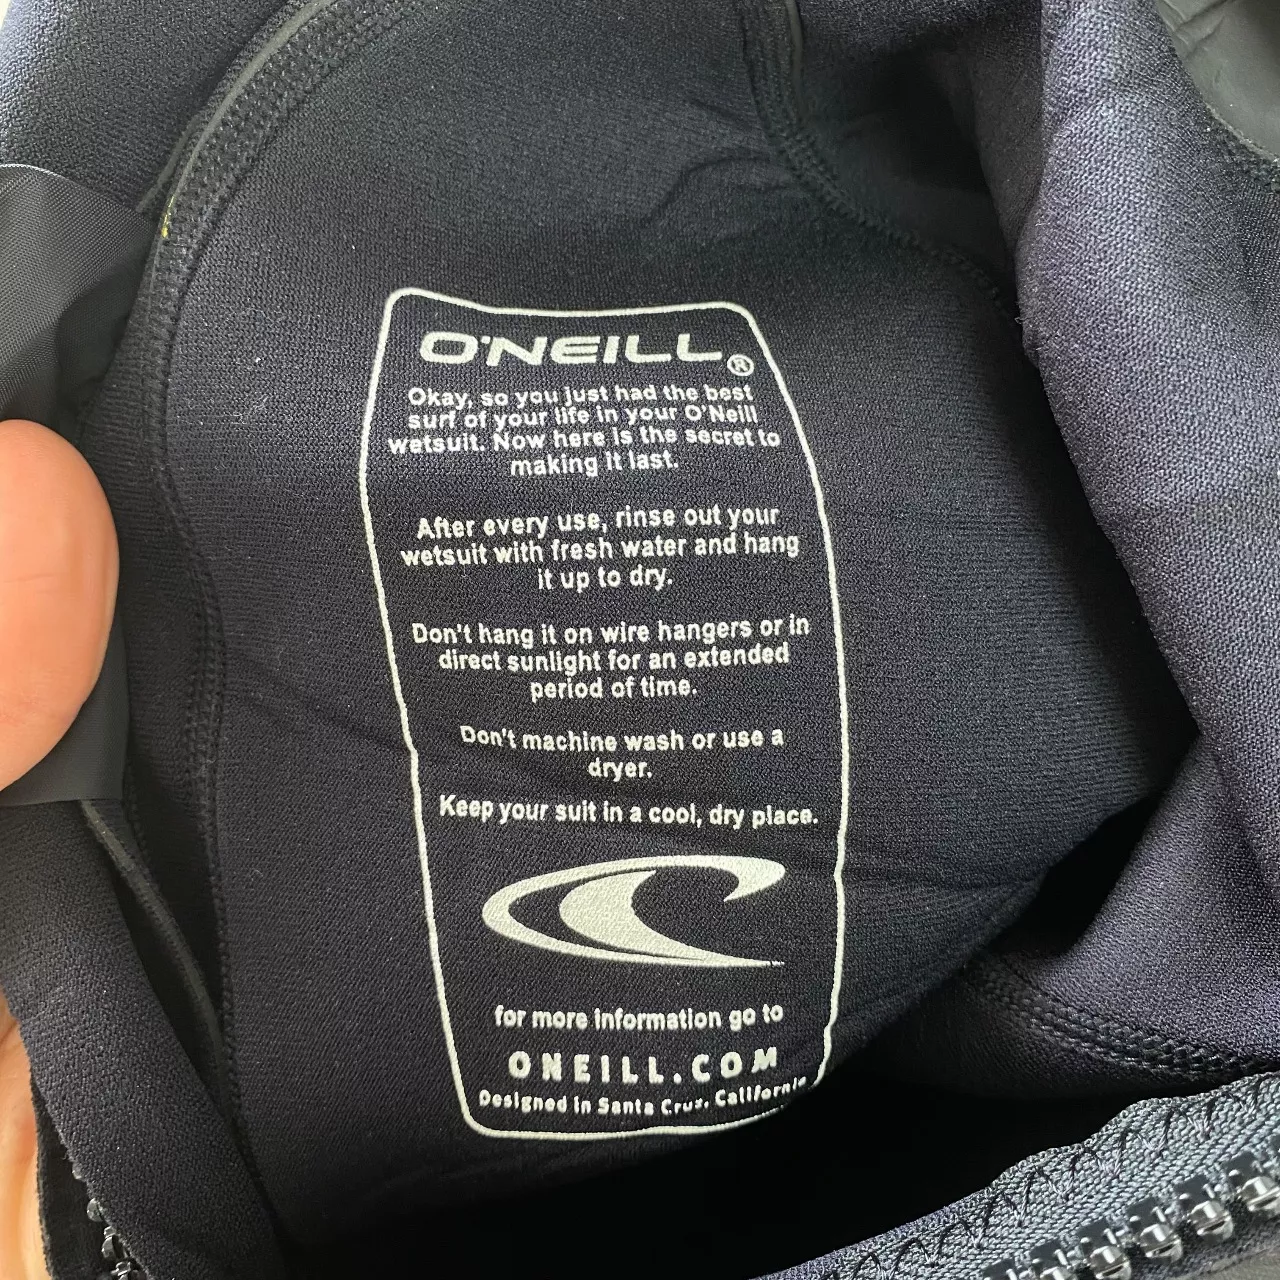 O'NEILL®
Okay, so you just had the best
surf of your life in your O'Neill
wetsuit. Now here is the secret to
making it last.
After every use, rinse out your
wetsuit with fresh water and hang
it up to dry.
Don't hang it on wire hangers or in
direct sunlight for an extended
period of time.
Don't machine wash or use a
dryer.
Keep your suit in a cool, dry place.
for more information go to
ONEILL.COM
Designed in Santa Cruz, California